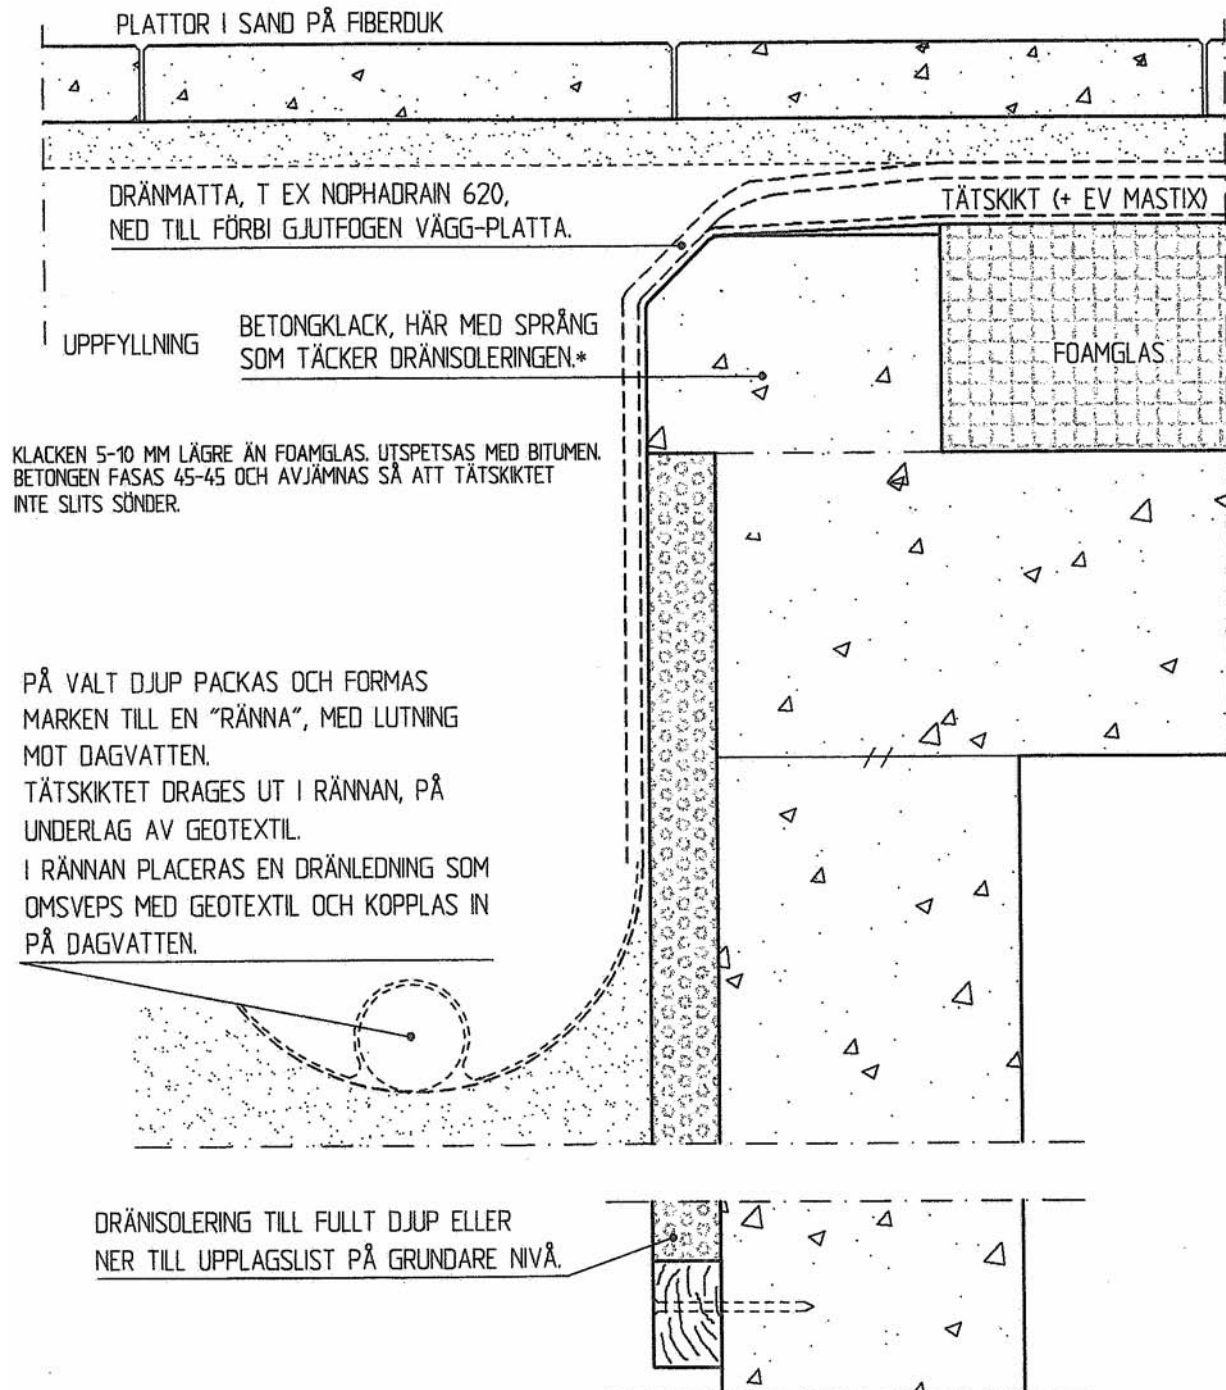 PLATTOR I SAND PÅ FIBERDUK
DRÄNMATTA, T EX NOPHADRAIN 620,
NED TILL FÖRBI GJUTFOGEN VÄGG-PLATTA.
TÄTSKIKT (+ EV MASTIX)
UPPFYLLNING
BETONGKLACK, HÄR MED SPRÅNG
SOM TÄCKER DRÄNISOLERINGEN.*
FOAMGLAS
KLACKEN 5-10 MM LÄGRE ÄN FOAMGLAS. UTSPETSAS MED BITUMEN.
BETONGEN FASAS 45-45 OCH AVJÄMNAS SÅ ATT TÄTSKIKTET
INTE SLITS SÖNDER.
PÅ VALT DJUP PACKAS OCH FORMAS
MARKEN TILL EN "RÄNNA", MED LUTNING
MOT DAGVATTEN.
TÄTSKIKTET DRAGES UT I RÄNNAN, PÅ
UNDERLAG AV GEOTEXTIL.
I RÄNNAN PLACERAS EN DRÄNLEDNING SOM
OMSVEPS MED GEOTEXTIL OCH KOPPLAS IN
PÅ DAGVATTEN.
DRÄNISOLERING TILL FULLT DJUP ELLER
NER TILL UPPLAGSLIST PÅ GRUNDARE NIVÅ.